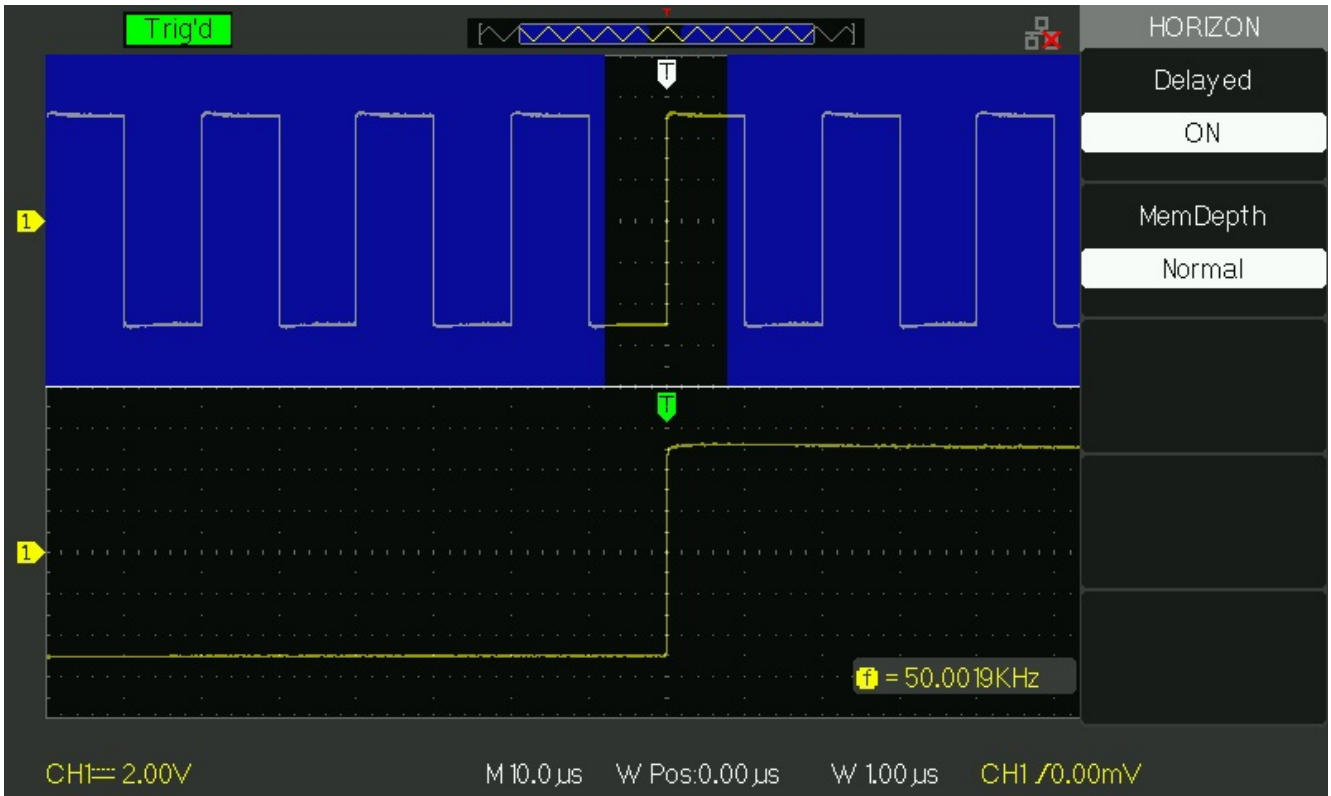 Trig'd
T
HORIZON
Delayed
ON
MemDepth
Normal
T
1
T
1
f = 50.0019KHz
CH1 2.00V M 10.0µs W Pos:0.00µs W 1.00µs CH1 0.00mV